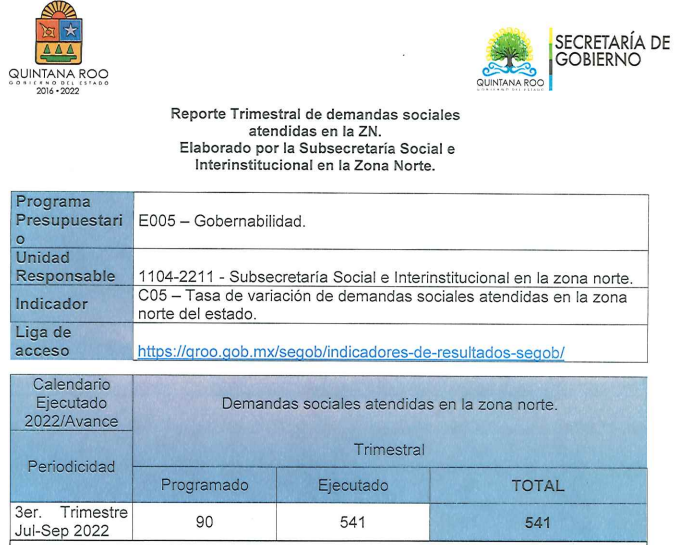 QUINTANA ROO
GOBIERNO DEL ESTADO
2016 • 2022
QUINTANA ROO
GOBIERNO DEL ESTADO
SECRETARÍA DE
GOBIERNO
Reporte Trimestral de demandas sociales
atendidas en la ZN.
Elaborado por la Subsecretaría Social e
Interinstitucional en la Zona Norte.
Programa
Presupuestari
o
E005 – Gobernabilidad.
Unidad
Responsable
1104-2211 - Subsecretaría Social e Interinstitucional en la zona norte.
Indicador
C05 – Tasa de variación de demandas sociales atendidas en la zona
norte del estado.
Liga de
acceso
https://qroo.gob.mx/segob/indicadores-de-resultados-segob/
Calendario
Ejecutado
2022/Avance
Demandas sociales atendidas en la zona norte.
Periodicidad
Trimestral
Programado
Ejecutado
TOTAL
3er. Trimestre
Jul-Sep 2022
90
541
541